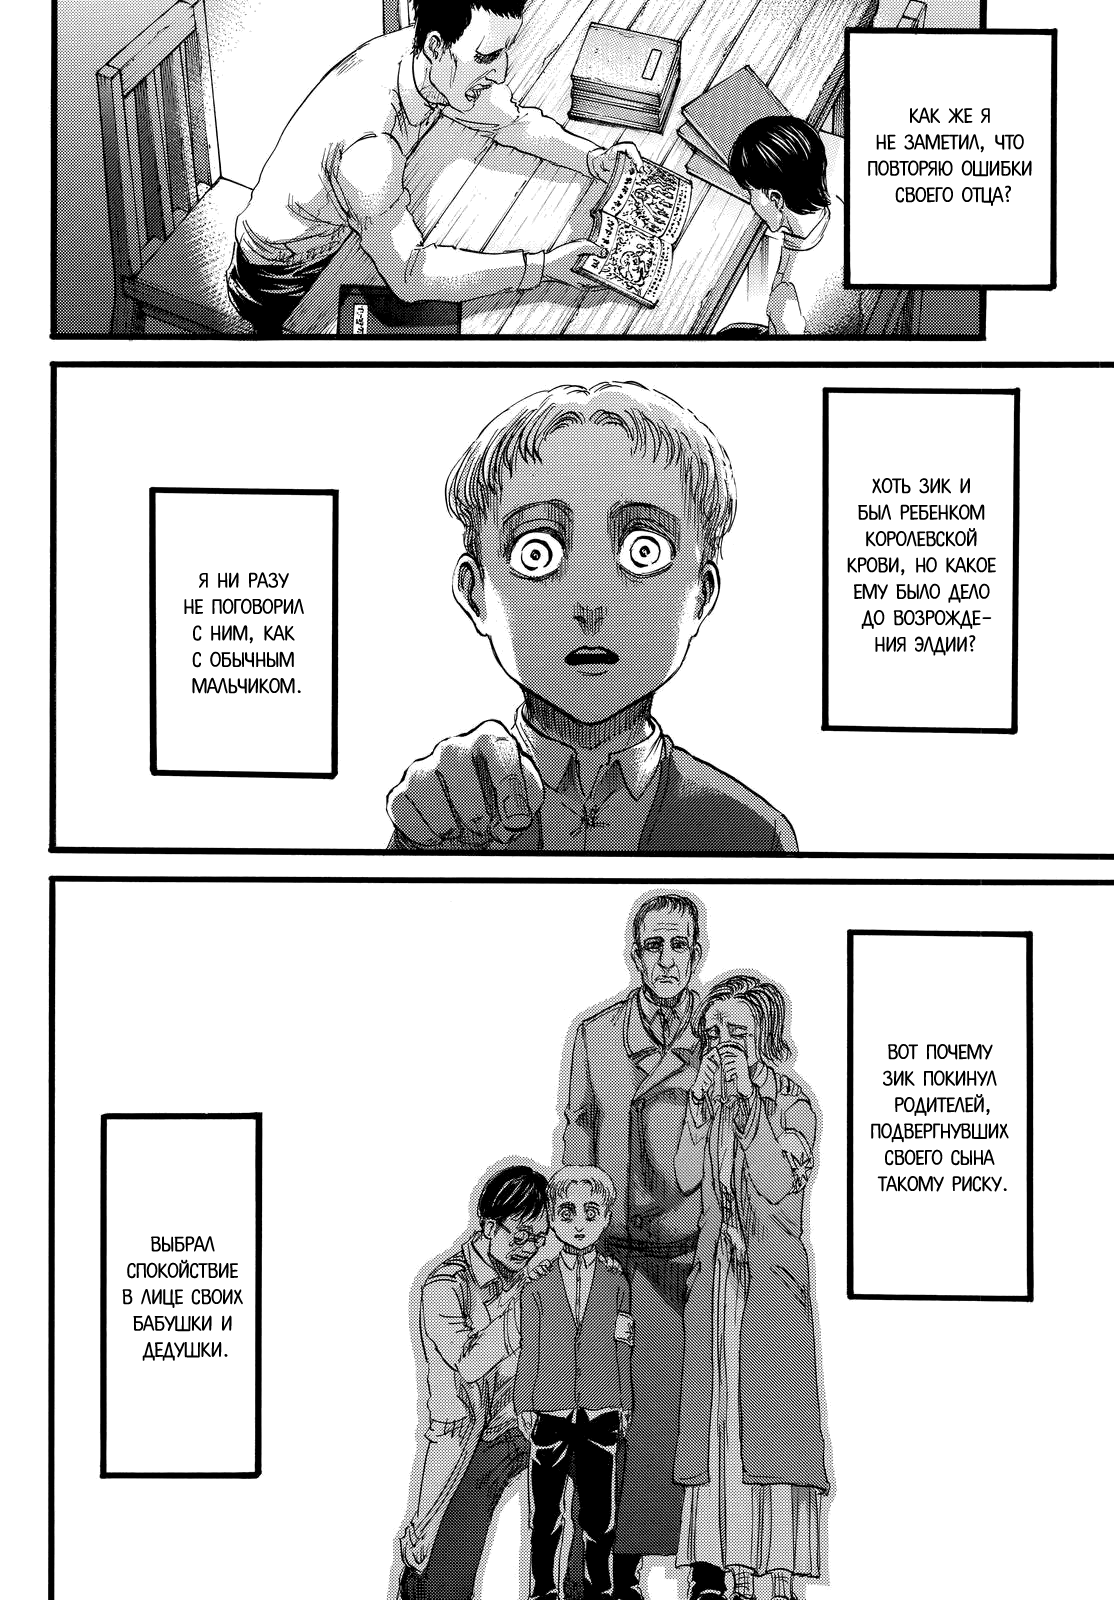 КАК ЖЕ Я
НЕ ЗАМЕТИЛ, ЧТО
ПОВТОРЯЮ ОШИБКИ
СВОЕГО ОТЦА?
ХОТЬ ЗИК И
БЫЛ РЕБЕНКОМ
КОРОЛЕВСКОЙ
КРОВИ, НО КАКОЕ
ЕМУ БЫЛО ДЕЛО
ДО ВОЗРОЖДЕ-
НИЯ ЭЛДИИ?
Я НИ РАЗУ
НЕ ПОГОВОРИЛ
С НИМ, КАК
С ОБЫЧНЫМ
МАЛЬЧИКОМ.
ВОТ ПОЧЕМУ
ЗИК ПОКИНУЛ
РОДИТЕЛЕЙ,
ПОДВЕРГНУВШИХ
СВОЕГО СЫНА
ТАКОМУ РИСКУ.
ВЫБРАЛ
СПОКОЙСТВИЕ
В ЛИЦЕ СВОИХ
БАБУШКИ И
ДЕДУШКИ.